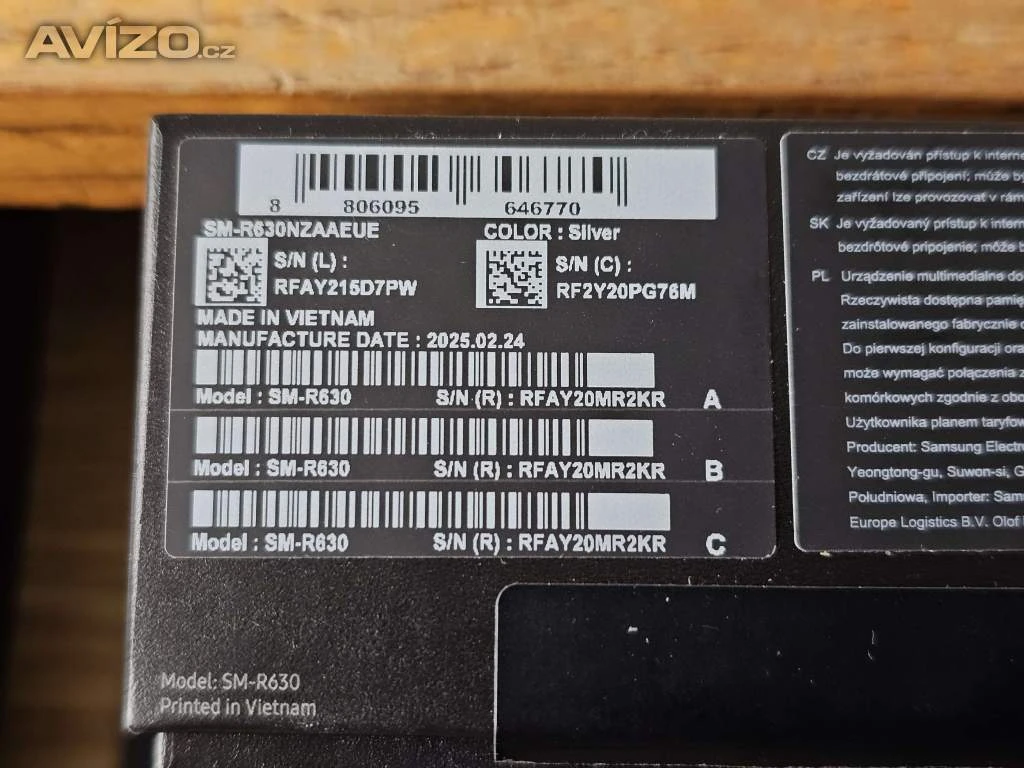 AVÍZO.cz
8 806095 646770
SM-R630NZAAEUE COLOR : Silver
S/N (L) :
RFAY215D7PW
S/N (C) :
RF2Y20PG76M
MADE IN VIETNAM
MANUFACTURE DATE : 2025.02.24
Model : SM-R630 S/N (R) : RFAY20MR2KR A
Model : SM-R630 S/N (R) : RFAY20MR2KR B
Model : SM-R630 S/N (R) : RFAY20MR2KR C
Model: SM-R630
Printed in Vietnam
CZ Je vyžadován přístup k interne
bezdrátové připojení; může bý
zařízení lze provozovat v rám
SK Je vyžadovaný prístup k intern
bezdrôtové pripojenie; môže b
PL Urządzenie multimedialne do
Rzeczywista dostępna pamię
zainstalowanego fabrycznie o
Do pierwszej konfiguracji ora
może wymagać połączenia z
komórkowych zgodnie z obo
Użytkownika planem taryfow
Producent: Samsung Electr
Yeongtong-gu, Suwon-si, G
Południowa, Importer: Sam
Europe Logistics B.V. Olof